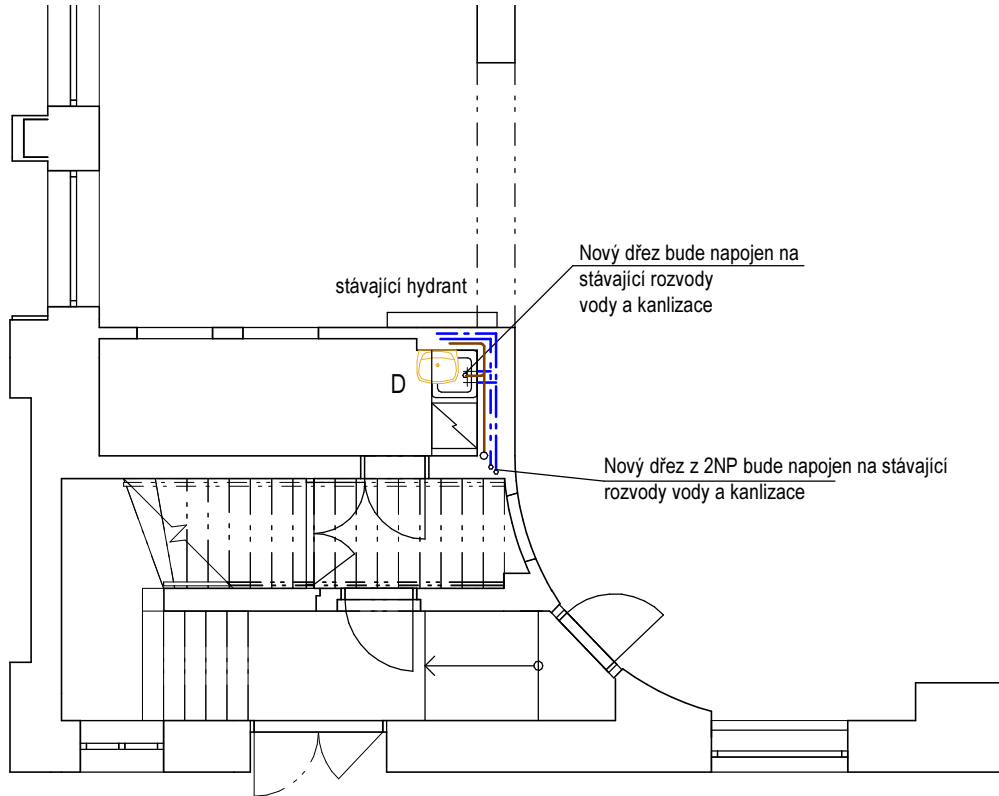 Nový dřez bude napojen na
stávající rozvody
vody a kanlizace
stávající hydrant
D
Nový dřez z 2NP bude napojen na stávající
rozvody vody a kanlizace